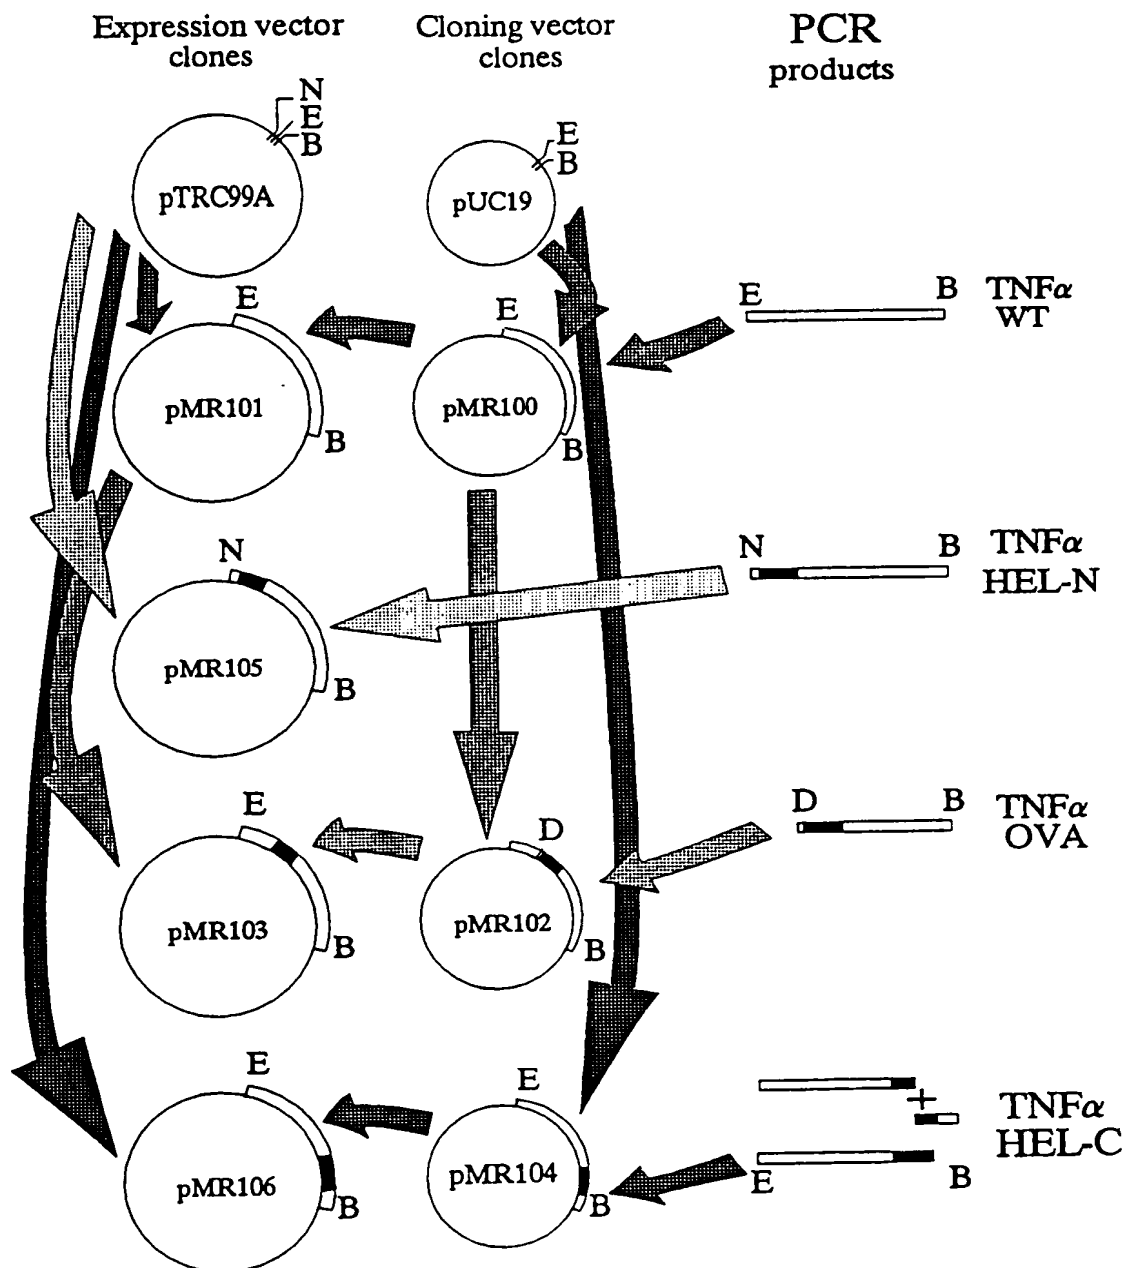 Expression vector
clones
Cloning vector
clones
PCR
products
N
E
B
pTRC99A
E
B
pUC19
E
B
pMR101
E
B
pMR100
E
B
TNFα
WT
N
B
pMR105
N
B
TNFα
HEL-N
E
B
pMR103
D
B
pMR102
D
B
TNFα
OVA
E
B
pMR106
E
B
pMR104
+
E
B
TNFα
HEL-C